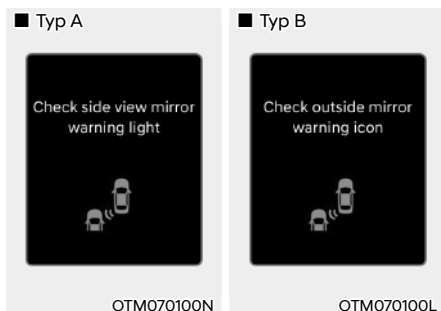 ■ Typ A
Check side view mirror
warning light
OTM070100N
■ Typ B
Check outside mirror
warning icon
OTM070100L